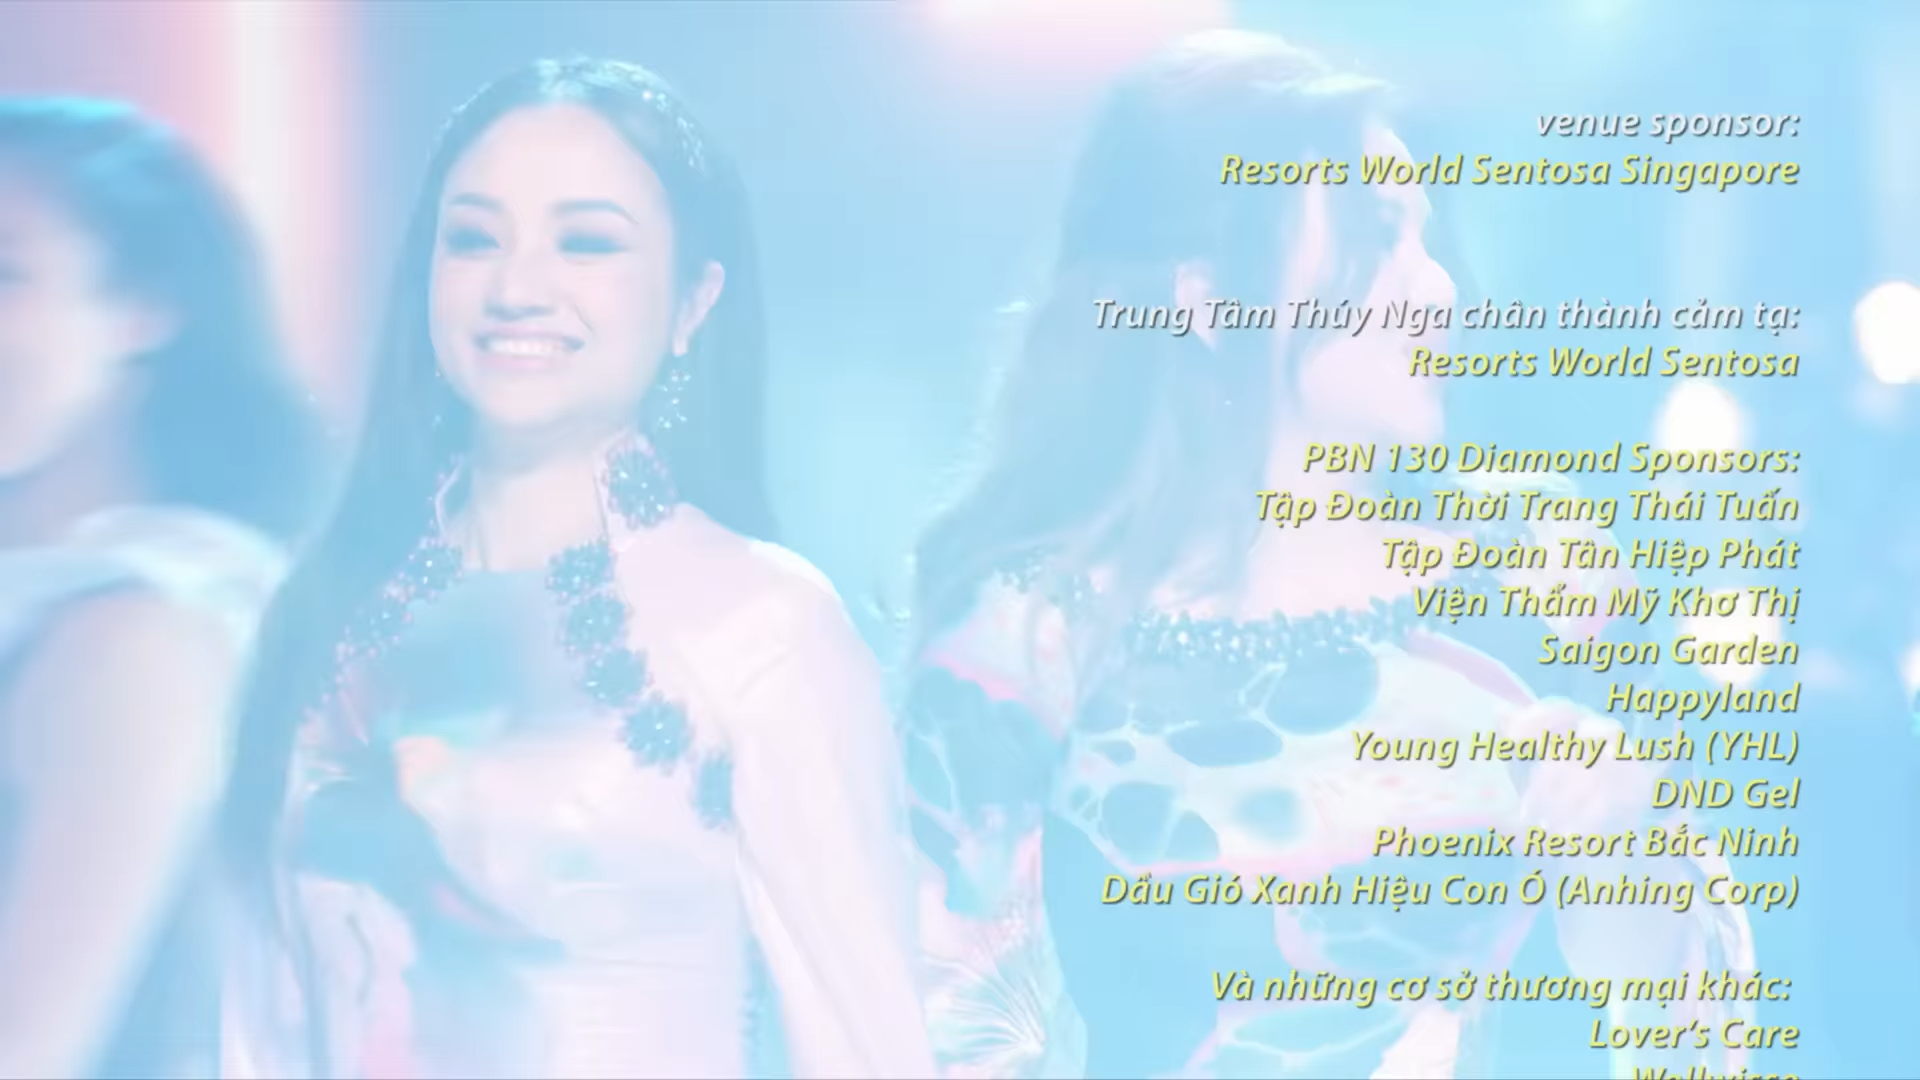 venue sponsor:
Resorts World Sentosa Singapore
Trung Tâm Thúy Nga chân thành cảm tạ:
Resorts World Sentosa
PBN 130 Diamond Sponsors:
Tập Đoàn Thời Trang Thái Tuấn
Tập Đoàn Tân Hiệp Phát
Viện Thẩm Mỹ Khơ Thị
Saigon Garden
Happyland
Young Healthy Lush (YHL)
DND Gel
Phoenix Resort Bắc Ninh
Dầu Gió Xanh Hiệu Con Ó (Anhing Corp)
Và những cơ sở thương mại khác:
Lover's Care